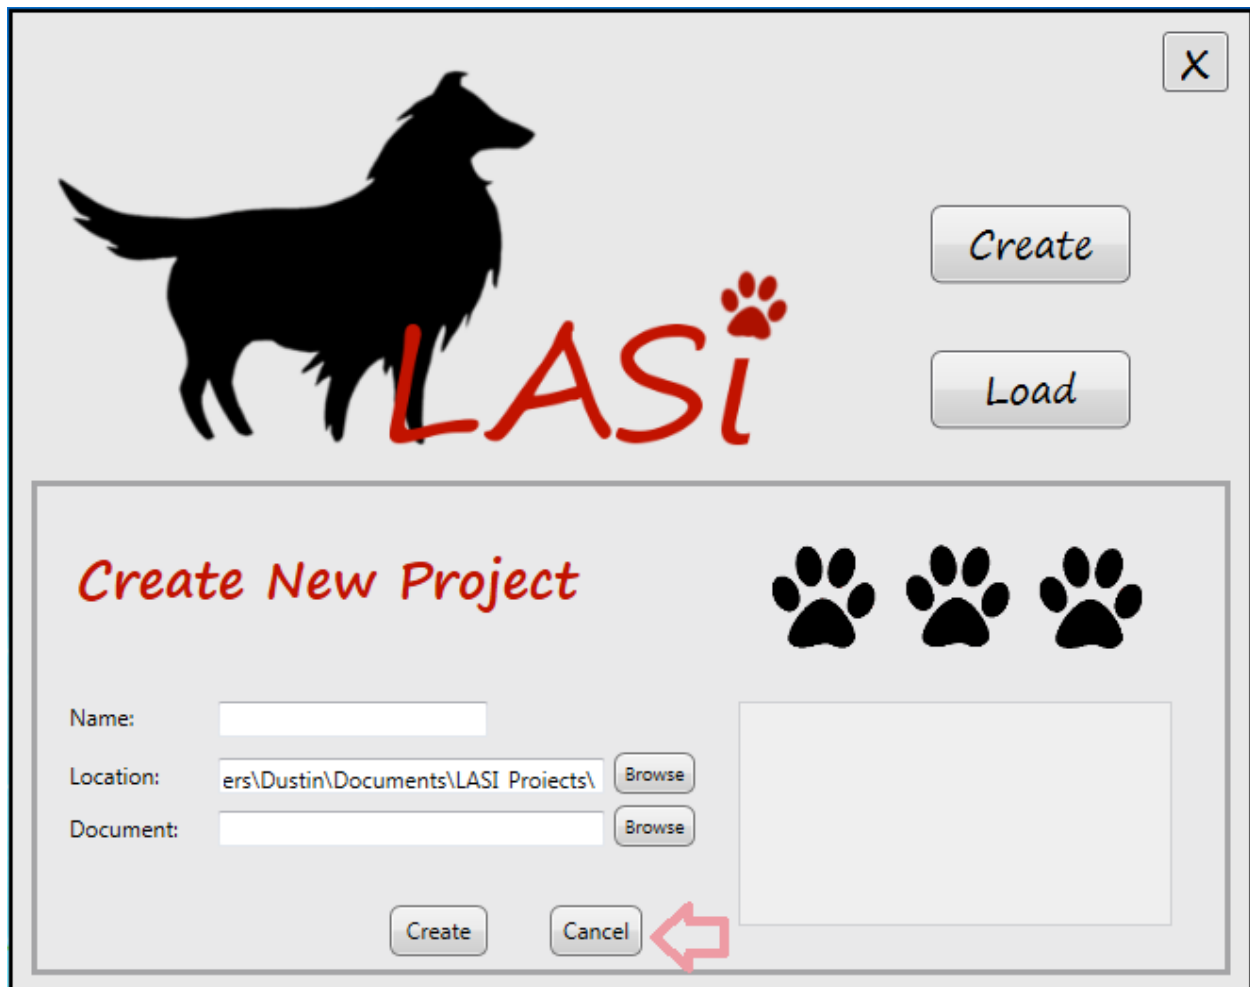 X
Create
LASi
Load
Create New Project
Name:
Location: ers\Dustin\Documents\LASI Projects\ Browse
Document: Browse
Create Cancel